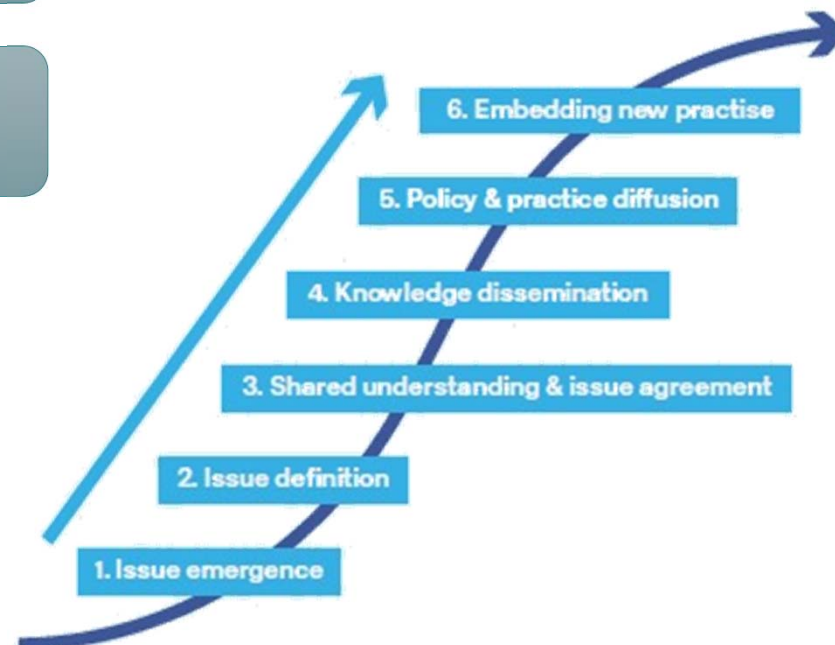 6. Embedding new practise
5. Policy & practice diffusion
4. Knowledge dissemination
3. Shared understanding & issue agreement
2. Issue definition
1. Issue emergence